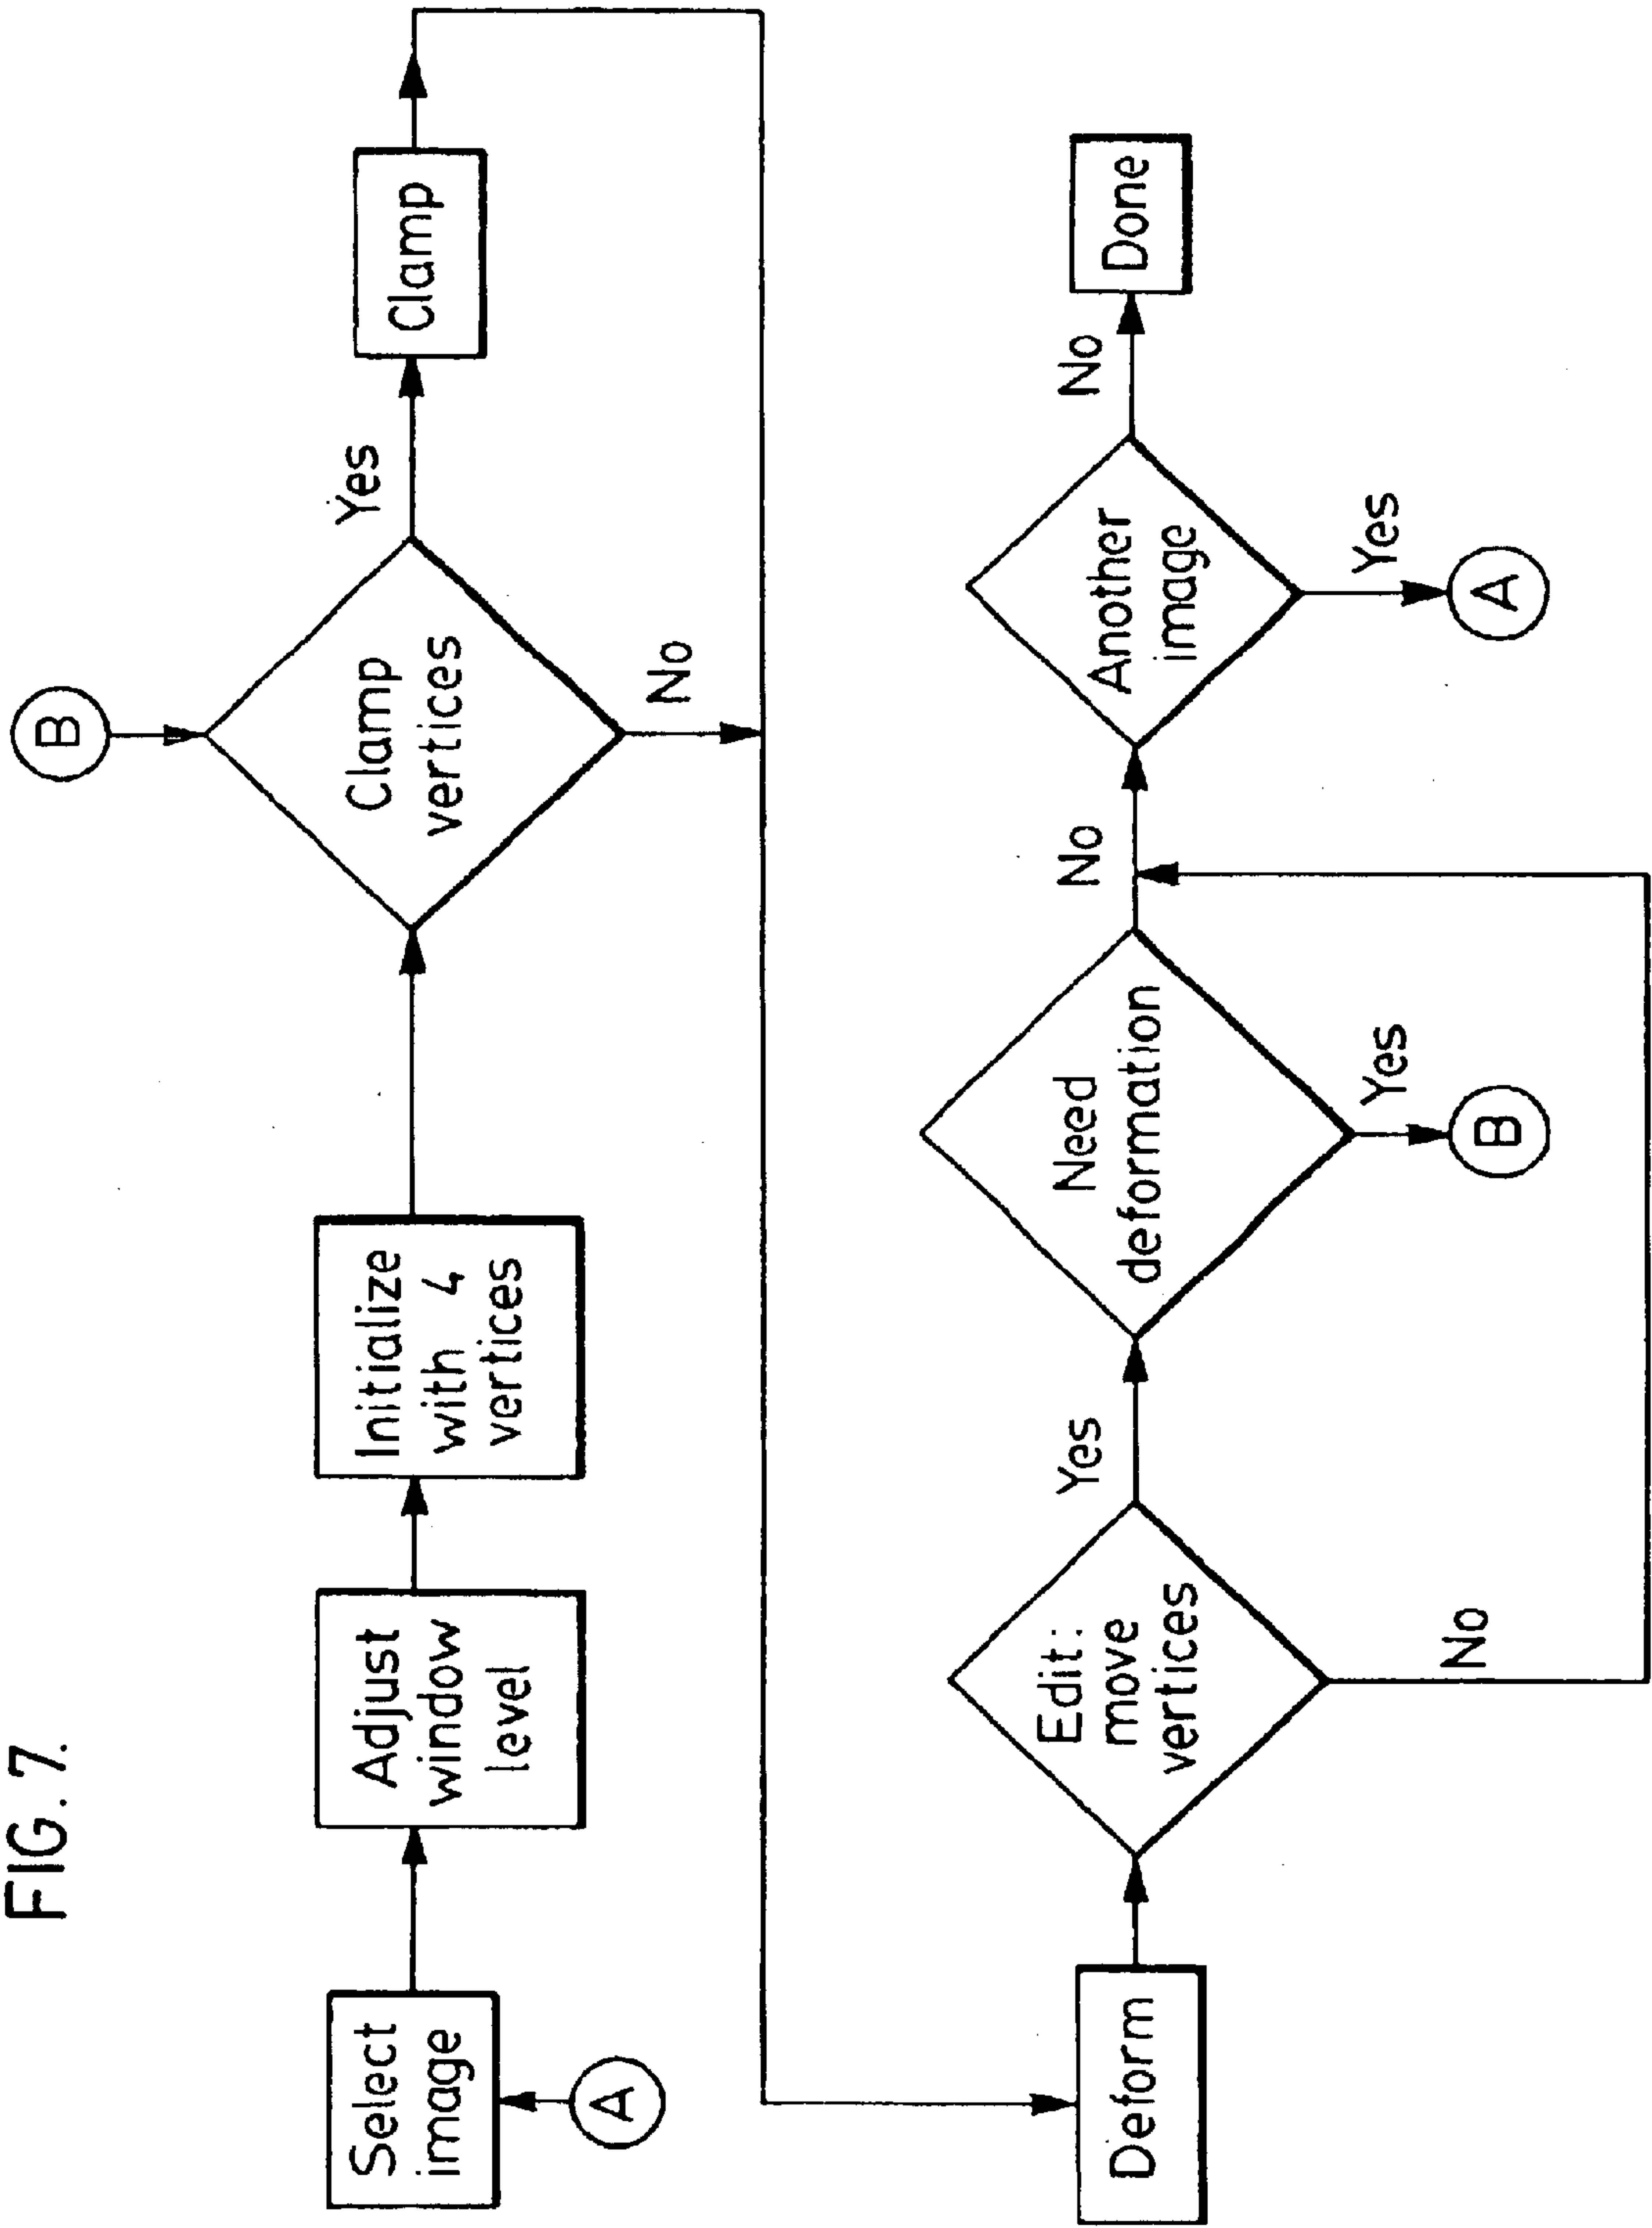 FIG. 7.
Select
image
A
Adjust
window
level
Initialize
with 4
vertices
B
Clamp
vertices
Yes
No
Clamp
Deform
Edit:
move
vertices
Yes
No
Need
deformation
No
Yes
B
Another
image
No
Yes
A
Done